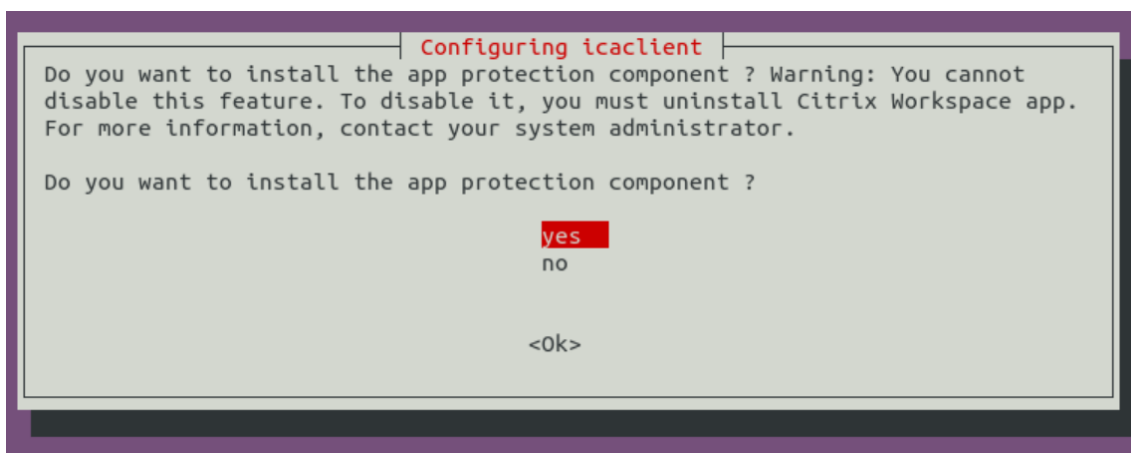 Configuring icaclient
Do you want to install the app protection component ? Warning: You cannot
disable this feature. To disable it, you must uninstall Citrix Workspace app.
For more information, contact your system administrator.
Do you want to install the app protection component ?
yes
no
<Ok>